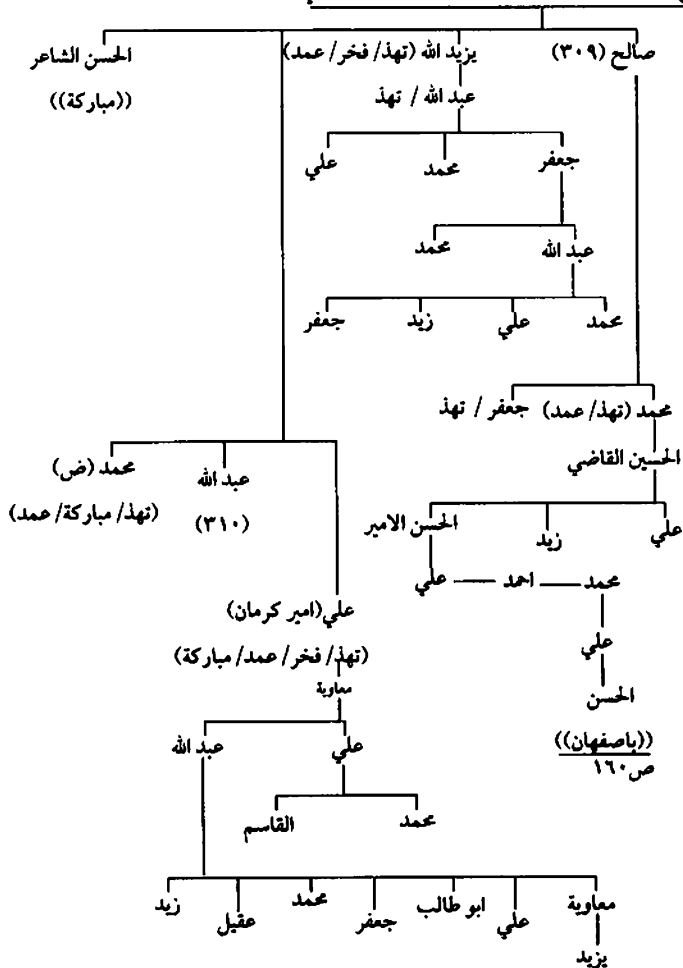 صالح (٣٠٩) يزيد الله (تهذ/ فخر/ عمد) الحسن الشاعر
عبد الله / تهذ ((مباركة))
جعفر محمد علي
عبد الله محمد
محمد علي زيد جعفر
محمد (تهذ/ عمد) جعفر / تهذ
الحسين القاضي عبد الله محمد (ض)
علي زيد الحسن الامير (٣١٠) (تهذ/ مباركة/ عمد)
محمد احمد علي
علي علي (امير كرمان)
الحسن (تهذ/ فخر/ عمد/ مباركة)
معاوية
((باصفهان)) علي عبد الله
ص١٦٠
محمد القاسم
معاوية علي ابو طالب جعفر محمد عقيل زيد
يزيد